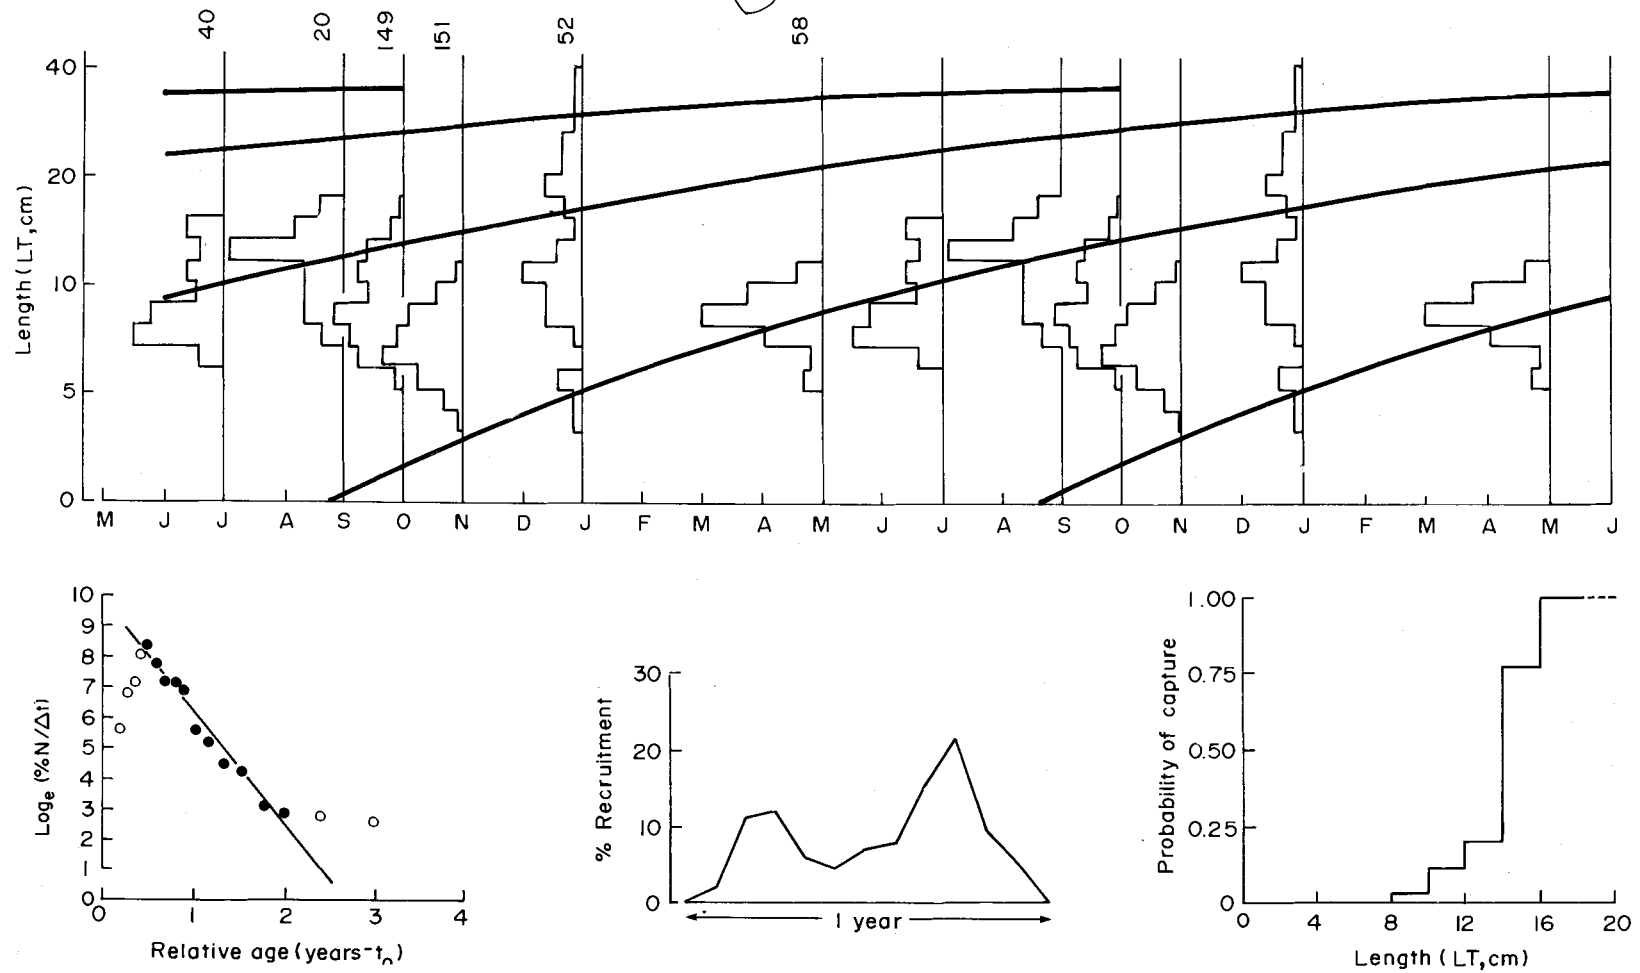 40 20 149 151 52 58
Length (LT, cm)
40
20
10
5
0
M J J A S O N D J F M A M J J A S O N D J F M A M J
Loge (%N/Δt)
10
9
8
7
6
5
4
3
2
1
0
0 1 2 3 4
Relative age (years-to)
% Recruitment
30
20
10
0
1 year
Probability of capture
1.00
0.75
0.50
0.25
0
0 4 8 12 16 20
Length (LT, cm)